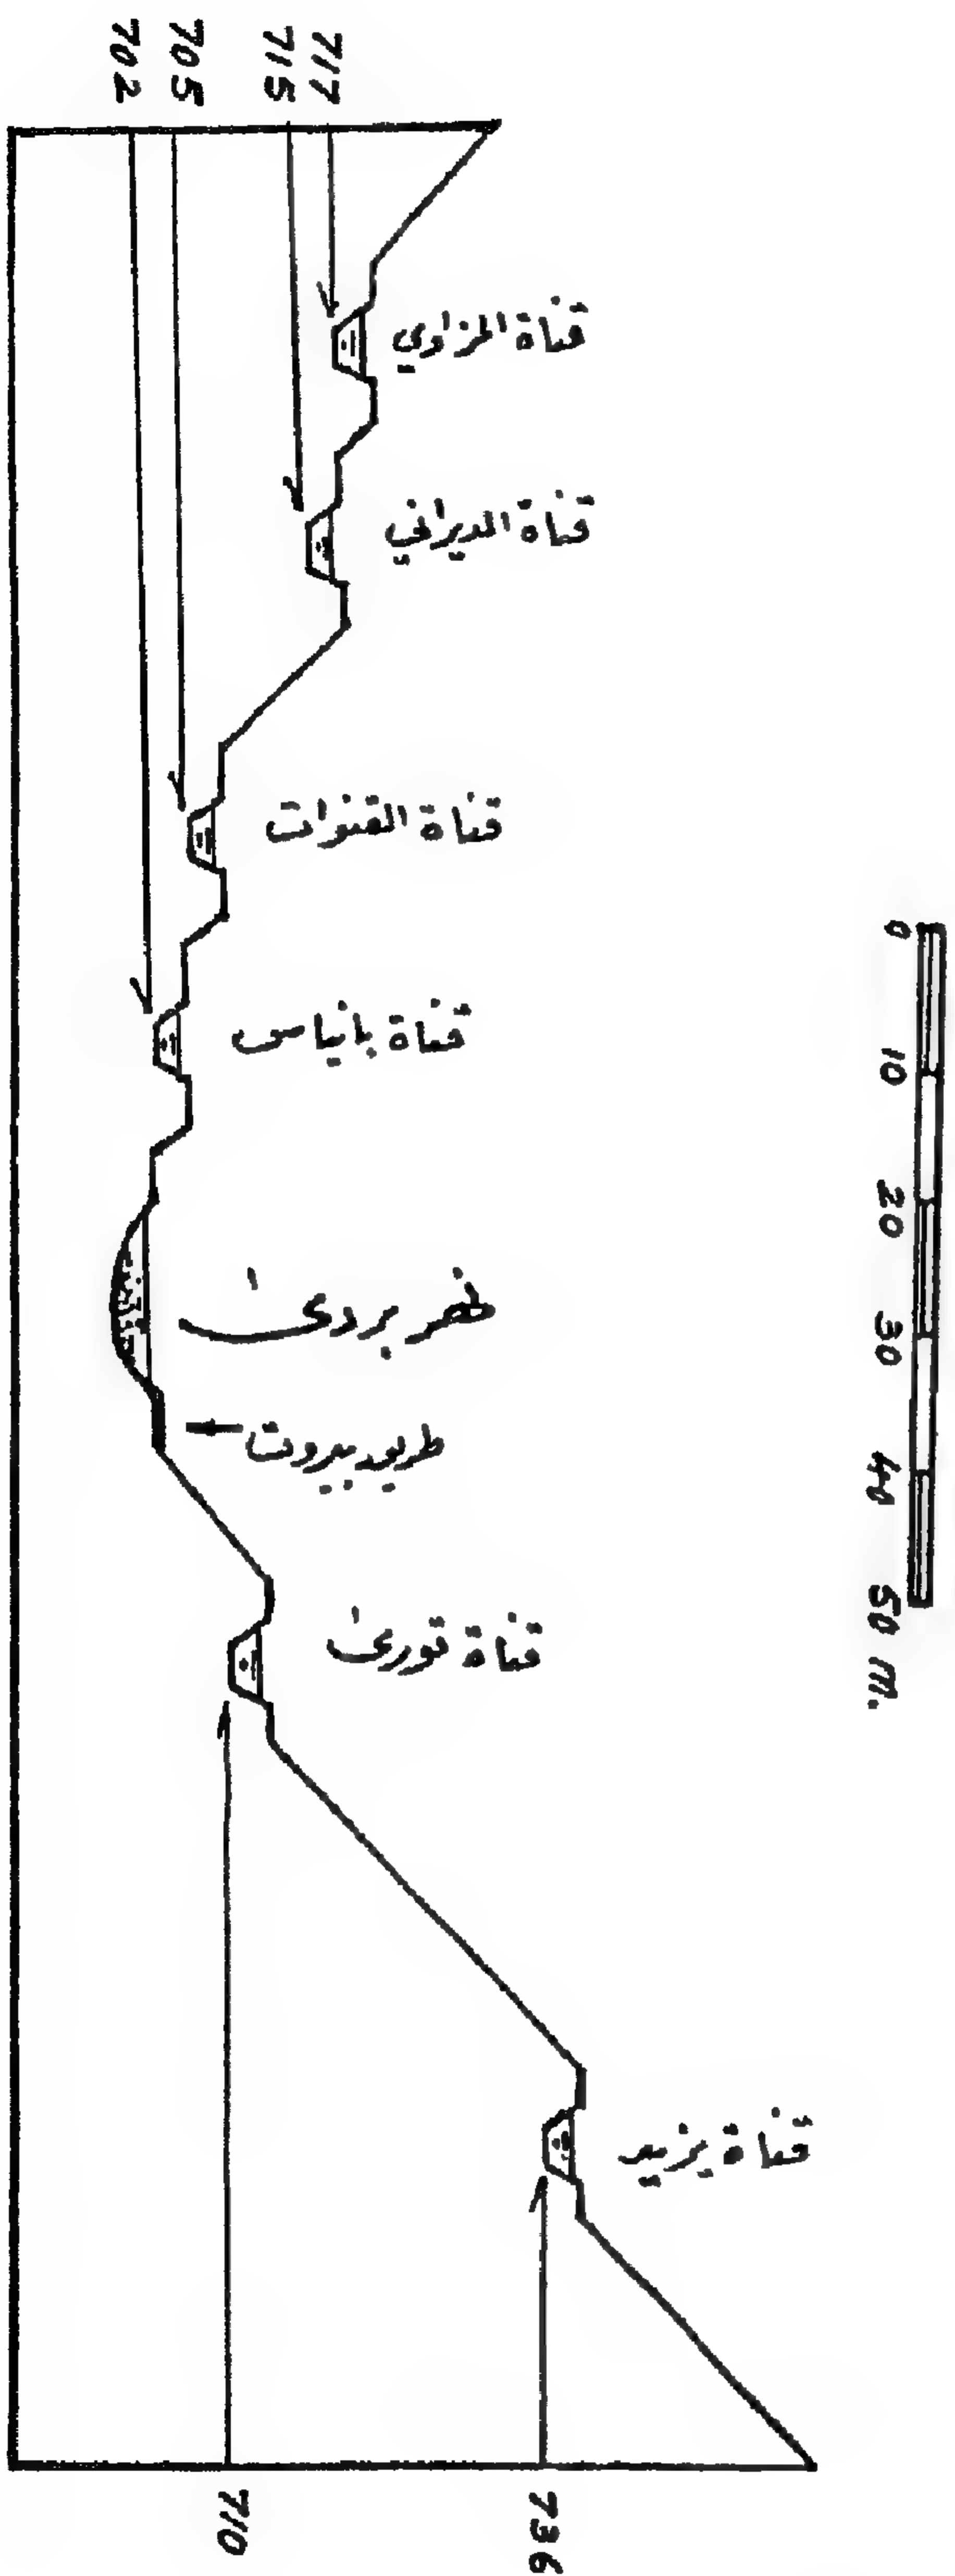 717
715
705
702
قناة المزاوي
قناة الديراني
قناة القنوات
قناة بانياس
نهر بردى
طريق بيروت
قناة تورى
قناة يزيد
710
736
0 10 20 30 40 50 m.